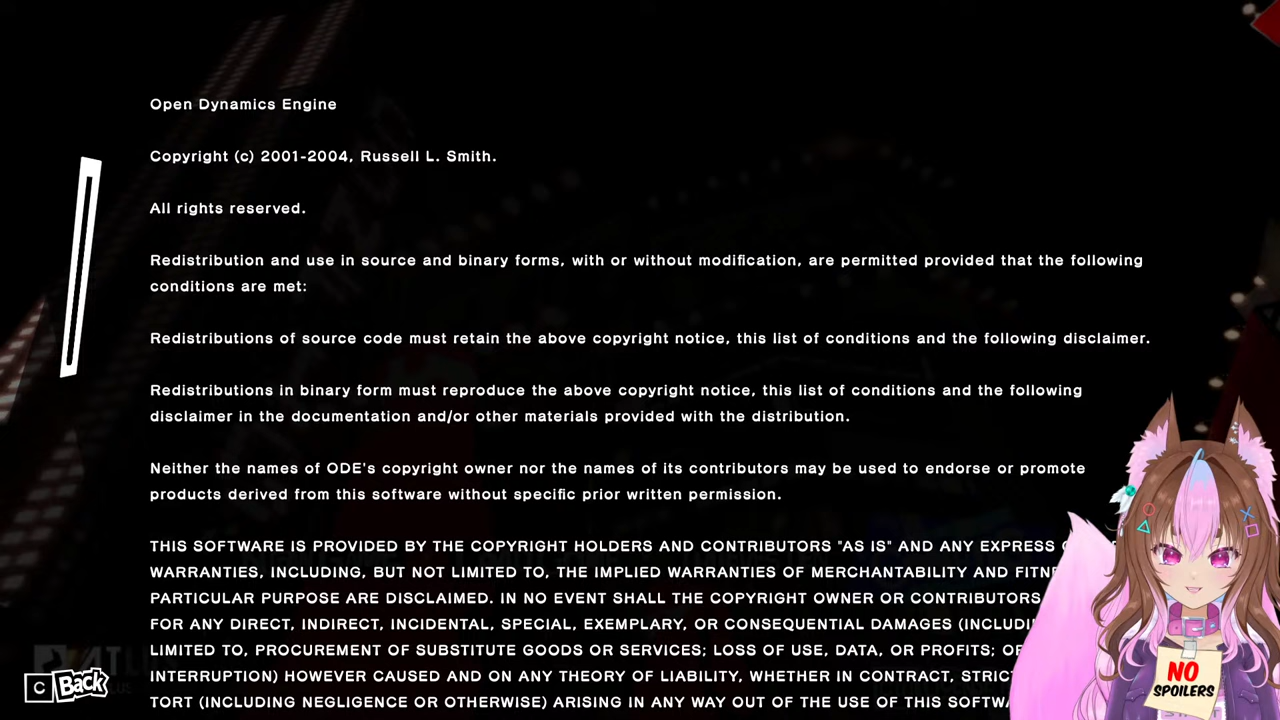 Open Dynamics Engine
Copyright (c) 2001-2004, Russell L. Smith.
All rights reserved.
Redistribution and use in source and binary forms, with or without modification, are permitted provided that the following
conditions are met:
Redistributions of source code must retain the above copyright notice, this list of conditions and the following disclaimer.
Redistributions in binary form must reproduce the above copyright notice, this list of conditions and the following
disclaimer in the documentation and/or other materials provided with the distribution.
Neither the names of ODE's copyright owner nor the names of its contributors may be used to endorse or promote
products derived from this software without specific prior written permission.
THIS SOFTWARE IS PROVIDED BY THE COPYRIGHT HOLDERS AND CONTRIBUTORS "AS IS" AND ANY EXPRESS
WARRANTIES, INCLUDING, BUT NOT LIMITED TO, THE IMPLIED WARRANTIES OF MERCHANTABILITY AND
PARTICULAR PURPOSE ARE DISCLAIMED. IN NO EVENT SHALL THE COPYRIGHT OWNER OR CONTRIBUTORS
FOR ANY DIRECT, INDIRECT, INCIDENTAL, SPECIAL, EXEMPLARY, OR CONSEQUENTIAL DAMAGES
LIMITED TO, PROCUREMENT OF SUBSTITUTE GOODS OR SERVICES; LOSS OF USE, DATA, OR PROFITS;
INTERRUPTION) HOWEVER CAUSED AND ON ANY THEORY OF LIABILITY, WHETHER IN CONTRACT,
TORT (INCLUDING NEGLIGENCE OR OTHERWISE) ARISING IN ANY WAY OUT OF THE USE OF THIS
ATLUS
C Back
NO
SPOILERS